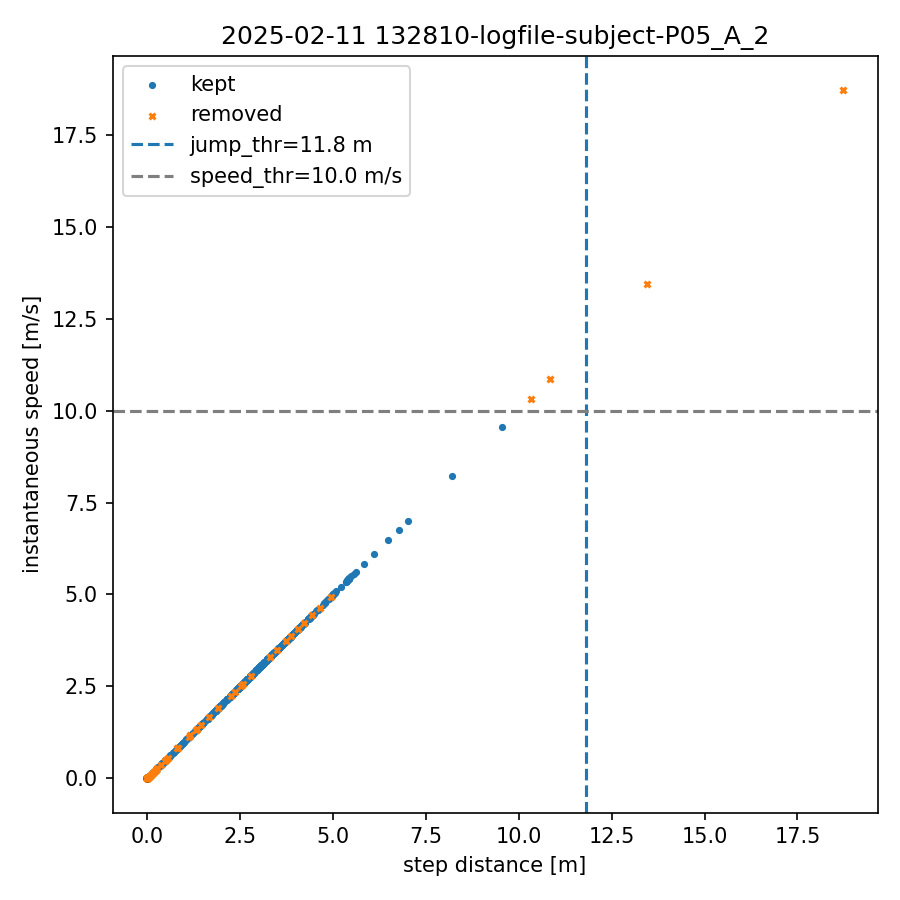 2025-02-11 132810-logfile-subject-P05_A_2
kept
removed
jump_thr=11.8 m
speed_thr=10.0 m/s
instantaneous speed [m/s]
17.5
15.0
12.5
10.0
7.5
5.0
2.5
0.0
0.0 2.5 5.0 7.5 10.0 12.5 15.0 17.5
step distance [m]